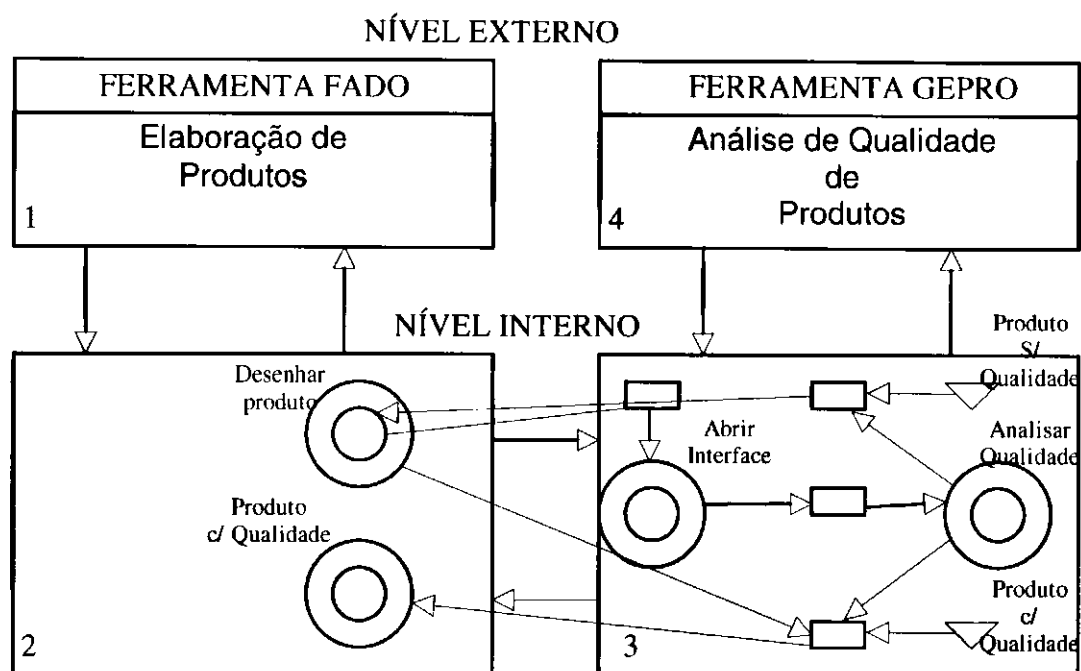 NÍVEL EXTERNO
FERRAMENTA FADO
Elaboração de
Produtos
1
FERRAMENTA GEPRO
Análise de Qualidade
de
Produtos
4
NÍVEL INTERNO
Desenhar
produto
Produto
c/ Qualidade
2
Produto
S/
Qualidade
Abrir
Interface
Analisar
Qualidade
Produto
c/
Qualidade
3